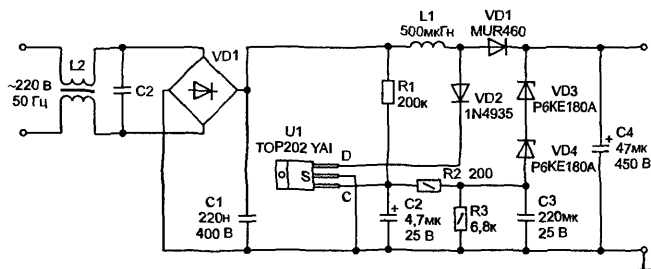 L2
~220 В
50 Гц
C2
VD1
U1
TOP202 YAI
D
S
C
C1
220н
400 В
R1
200к
L1
500мкГн
VD1
MUR460
VD2
1N4935
VD3
P6KE180A
VD4
P6KE180A
R2 200
C2
4,7мк
25 В
R3
6,8к
C3
220мк
25 В
C4
47мк
450 В